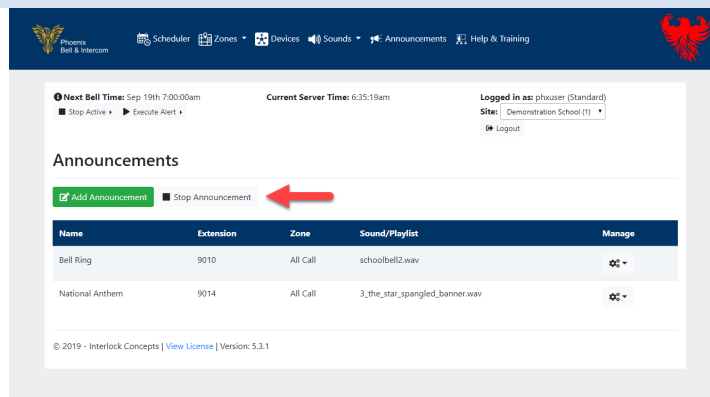 Phoenix
Bell & Intercom
Scheduler Zones Devices Sounds Announcements Help & Training
Next Bell Time: Sep 19th 7:00:00am Current Server Time: 6:35:19am Logged in as: phxuser (Standard)
Stop Active Execute Alert Site: Demonstration School (1)
Logout
Announcements
Add Announcement Stop Announcement
Name Extension Zone Sound/Playlist Manage
Bell Ring 9010 All Call schoolbell2.wav
National Anthem 9014 All Call 3_the_star_spangled_banner.wav
© 2019 - Interlock Concepts | View License | Version: 5.3.1